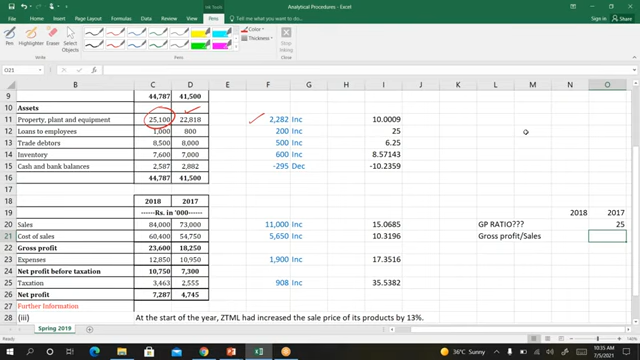 Ink Tools
Analytical Procedures - Excel
File Home Insert Draw Page Layout Formulas Data Review View Help Pens Tell me what you want to do...
Sign in Share
Pen Highlighter Eraser Select Objects
Color
Thickness
Stop Inking
Write Pens Close
O21
B C D E F G H I J K L M N O
9 44,787 41,500
10 Assets
11 Property, plant and equipment 25,100 22,818 2,282 Inc 10.0009
12 Loans to employees 1,000 800 200 Inc 25
13 Trade debtors 8,500 8,000 500 Inc 6.25
14 Inventory 7,600 7,000 600 Inc 8.57143
15 Cash and bank balances 2,587 2,882 -295 Dec -10.2359
16 44,787 41,500
17
18 2018 2017
19 ------Rs. in '000------ 2018 2017
20 Sales 84,000 73,000 11,000 Inc 15.0685 GP RATIO??? 25
21 Cost of sales 60,400 54,750 5,650 Inc 10.3196 Gross profit/Sales
22 Gross profit 23,600 18,250
23 Expenses 12,850 10,950 1,900 Inc 17.3516
24 Net profit before taxation 10,750 7,300
25 Taxation 3,463 2,555 908 Inc 35.5382
26 Net profit 7,287 4,745
27 Further Information
28 (iii) At the start of the year, ZTML had increased the sale price of its products by 13%.
Spring 2019
36°C Sunny
10:35 AM
7/5/2021